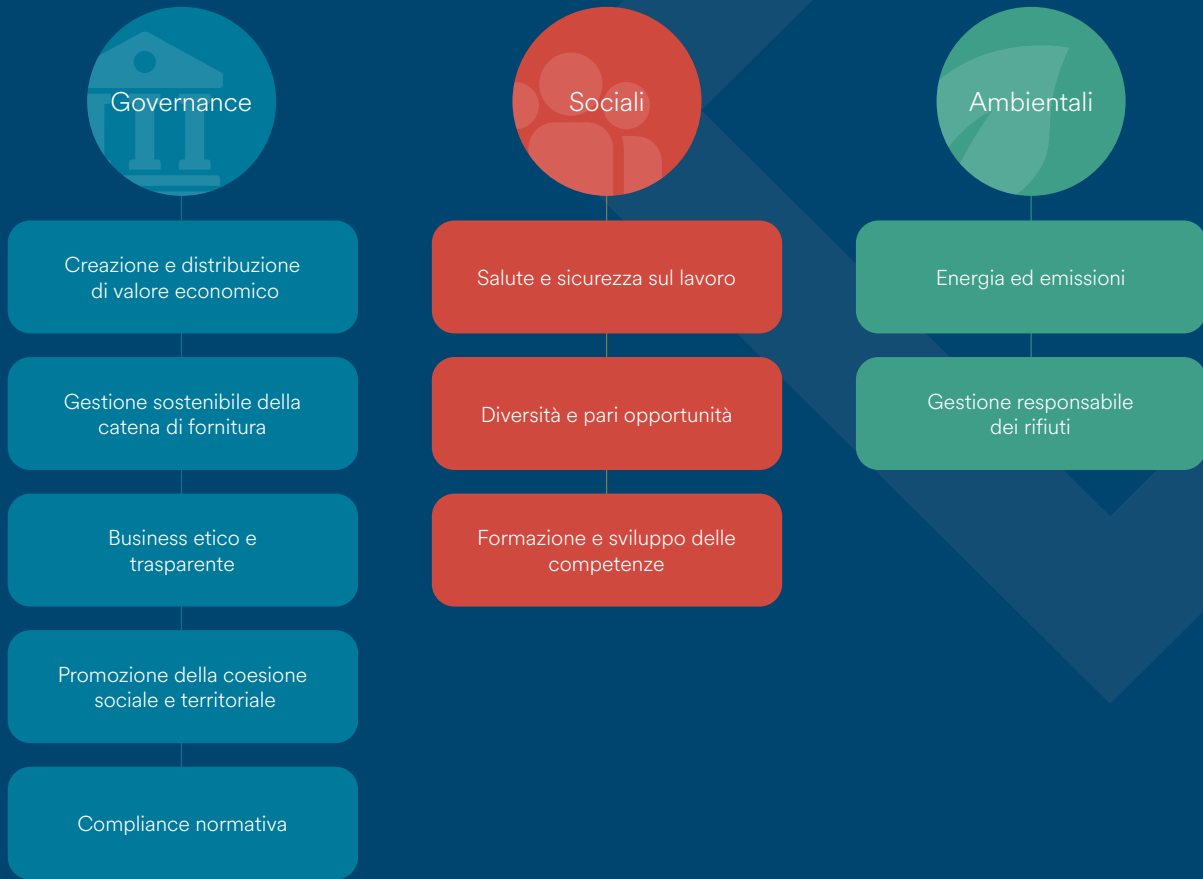 Governance
Creazione e distribuzione
di valore economico
Gestione sostenibile della
catena di fornitura
Business etico e
trasparente
Promozione della coesione
sociale e territoriale
Compliance normativa
Sociali
Salute e sicurezza sul lavoro
Diversità e pari opportunità
Formazione e sviluppo delle
competenze
Ambientali
Energia ed emissioni
Gestione responsabile
dei rifiuti